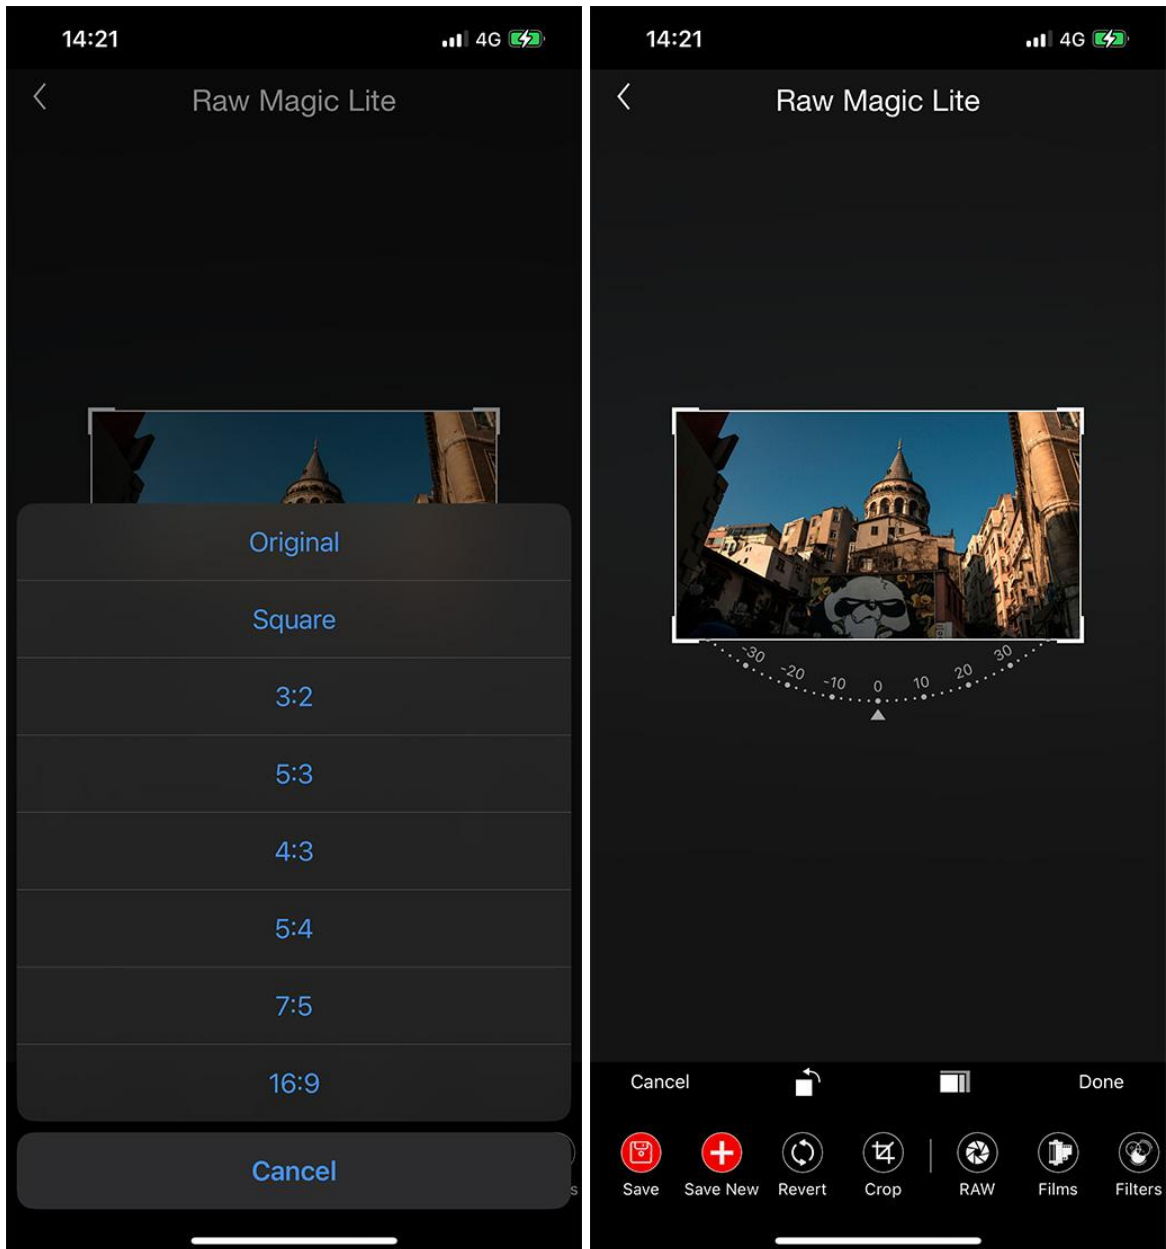 14:21
4G
Raw Magic Lite
Original
Square
3:2
5:3
4:3
5:4
7:5
16:9
Cancel
s
14:21
4G
Raw Magic Lite
-30 -20 -10 0 10 20 30
Cancel Done
Save Save New Revert Crop RAW Films Filters